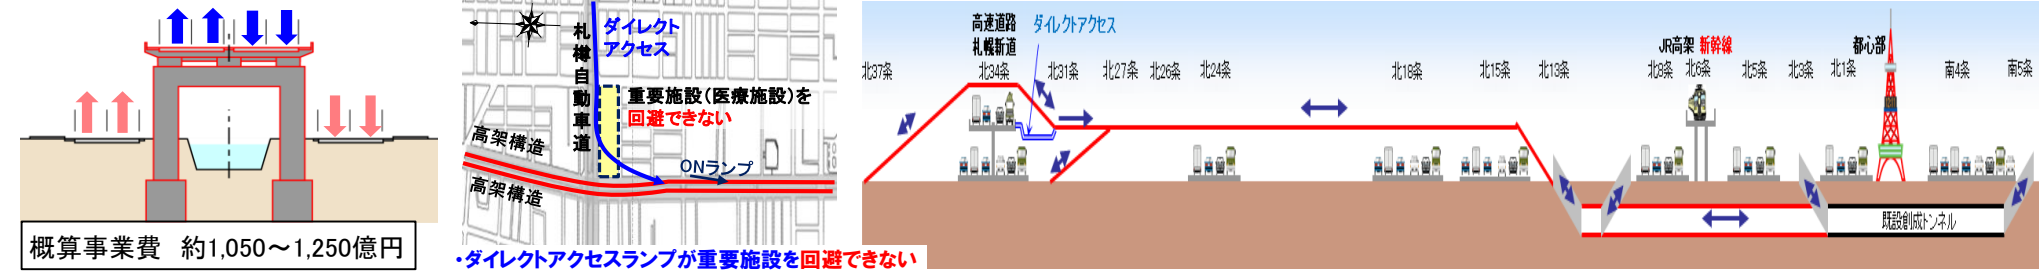 概算事業費　約1,050～1,250億円
札樽自動車道
ダイレクト
アクセス
重要施設(医療施設)を
回避できない
高架構造
高架構造
ONランプ
・ダイレクトアクセスランプが重要施設を回避できない
高速道路
札幌新道
ダイレクトアクセス
JR高架 新幹線
都心部
北37条
北34条
北31条
北27条
北26条
北24条
北18条
北15条
北13条
北8条
北6条
北5条
北3条
北1条
南4条
南5条
既設創成トンネル